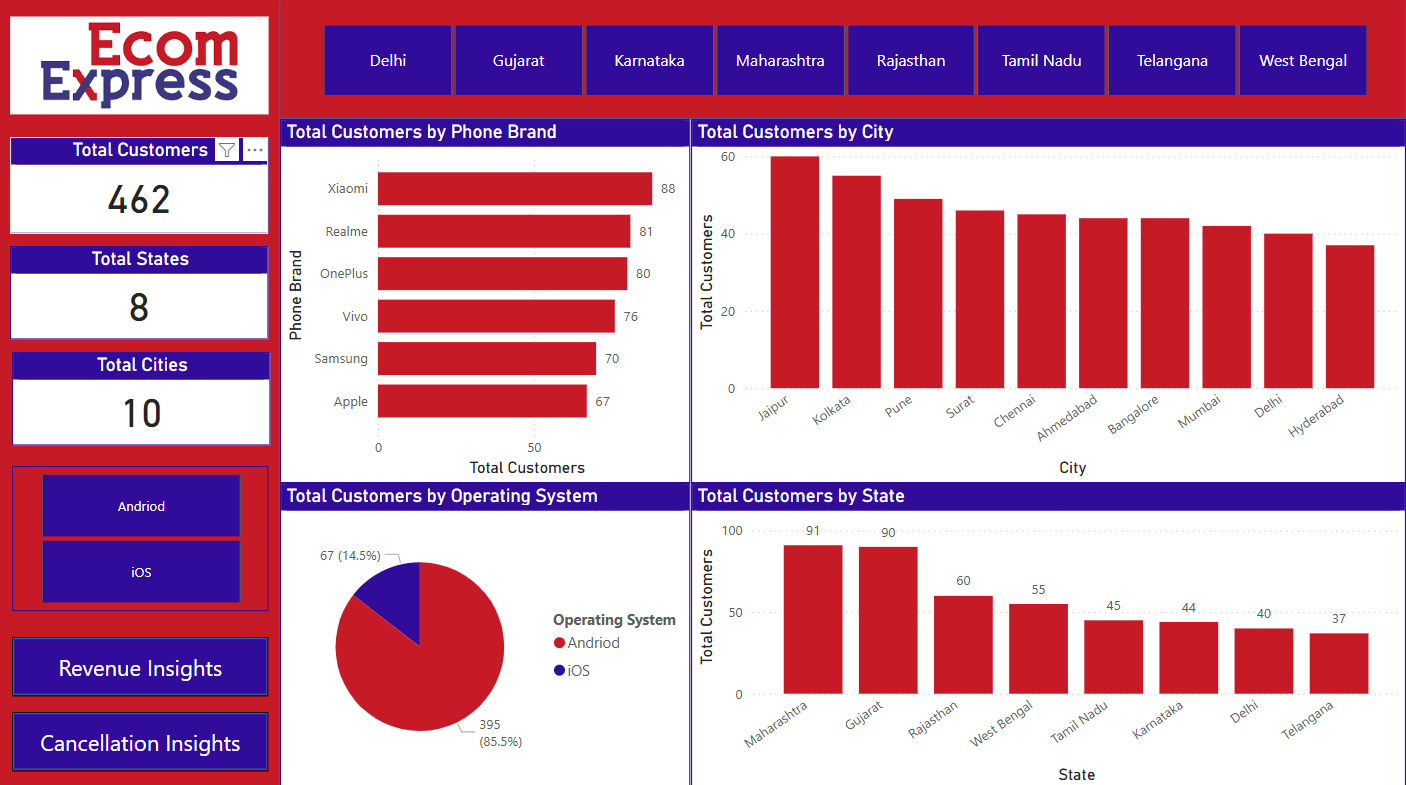 Ecom
Express
Delhi
Gujarat
Karnataka
Maharashtra
Rajasthan
Tamil Nadu
Telangana
West Bengal
Total Customers
462
Total States
8
Total Cities
10
Andriod
iOS
Revenue Insights
Cancellation Insights
Total Customers by Phone Brand
Phone Brand
Xiaomi 88
Realme 81
OnePlus 80
Vivo 76
Samsung 70
Apple 67
0 50
Total Customers
Total Customers by City
Total Customers
60
40
20
0
Jaipur
Kolkata
Pune
Surat
Chennai
Ahmedabad
Bangalore
Mumbai
Delhi
Hyderabad
City
Total Customers by Operating System
67 (14.5%)
395
(85.5%)
Operating System
Andriod
iOS
Total Customers by State
Total Customers
100
50
0
91
90
60
55
45
44
40
37
Maharashtra
Gujarat
Rajasthan
West Bengal
Tamil Nadu
Karnataka
Delhi
Telangana
State